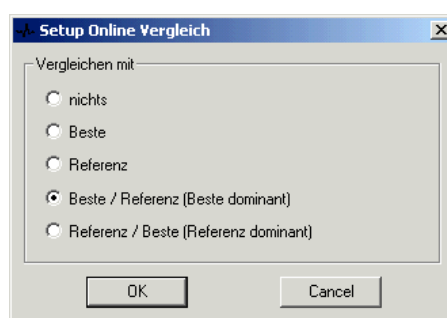 Setup Online Vergleich
Vergleichen mit
nichts
Beste
Referenz
Beste / Referenz (Beste dominant)
Referenz / Beste (Referenz dominant)
OK Cancel